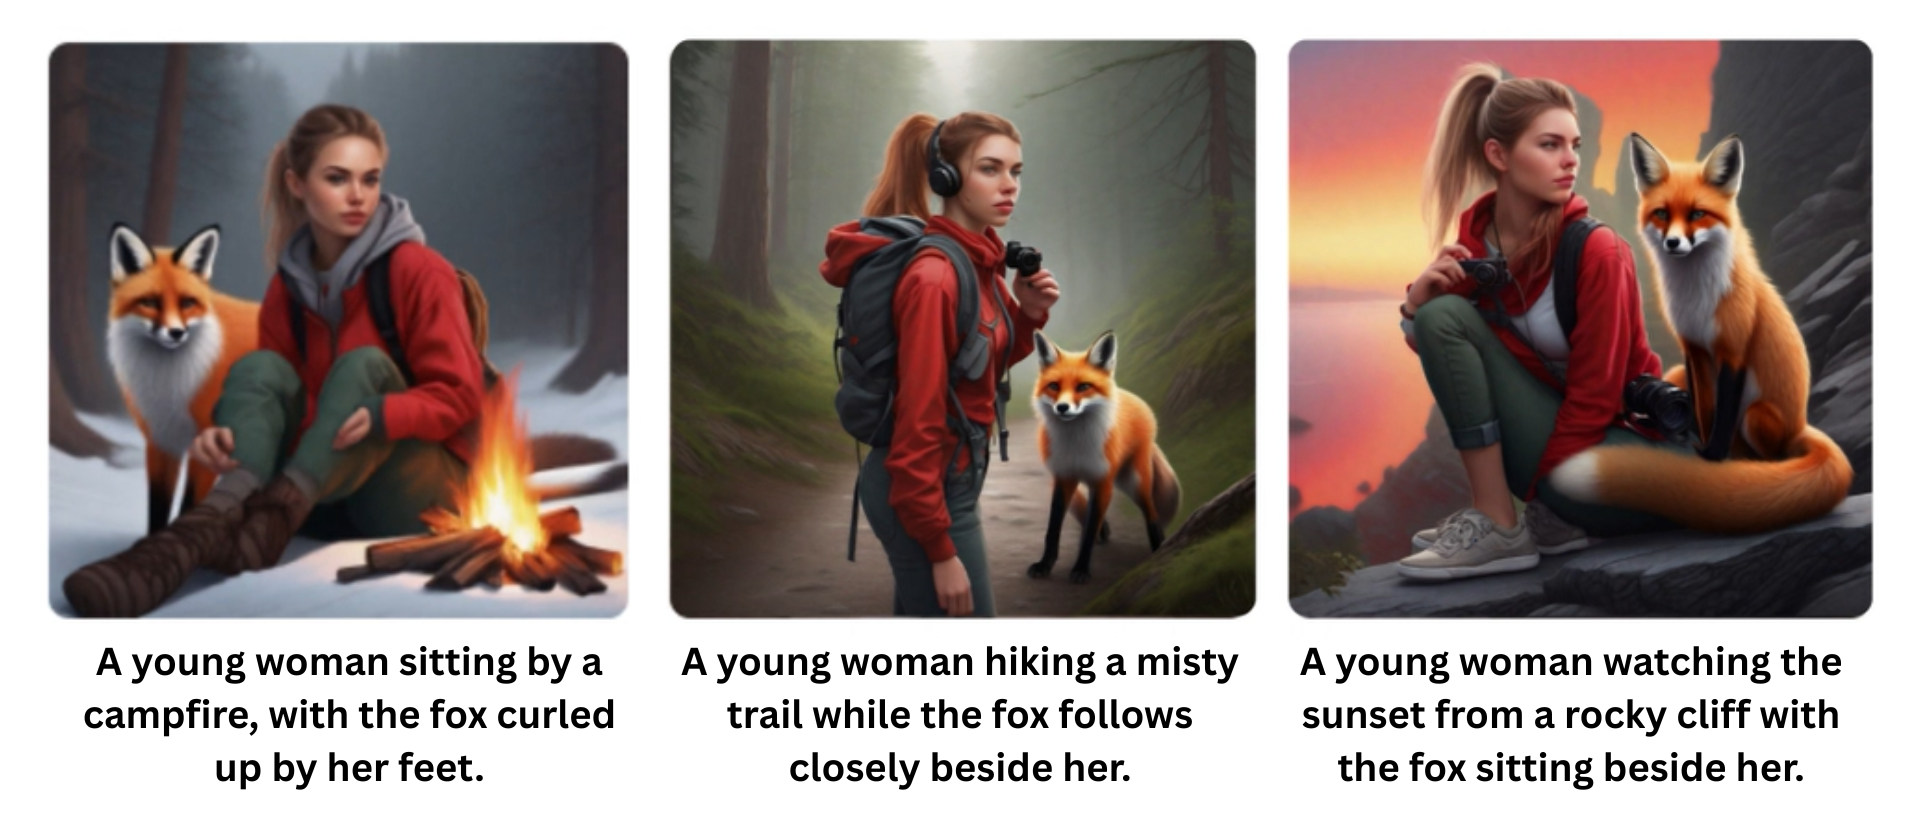 A young woman sitting by a
campfire, with the fox curled
up by her feet.
A young woman hiking a misty
trail while the fox follows
closely beside her.
A young woman watching the
sunset from a rocky cliff with
the fox sitting beside her.